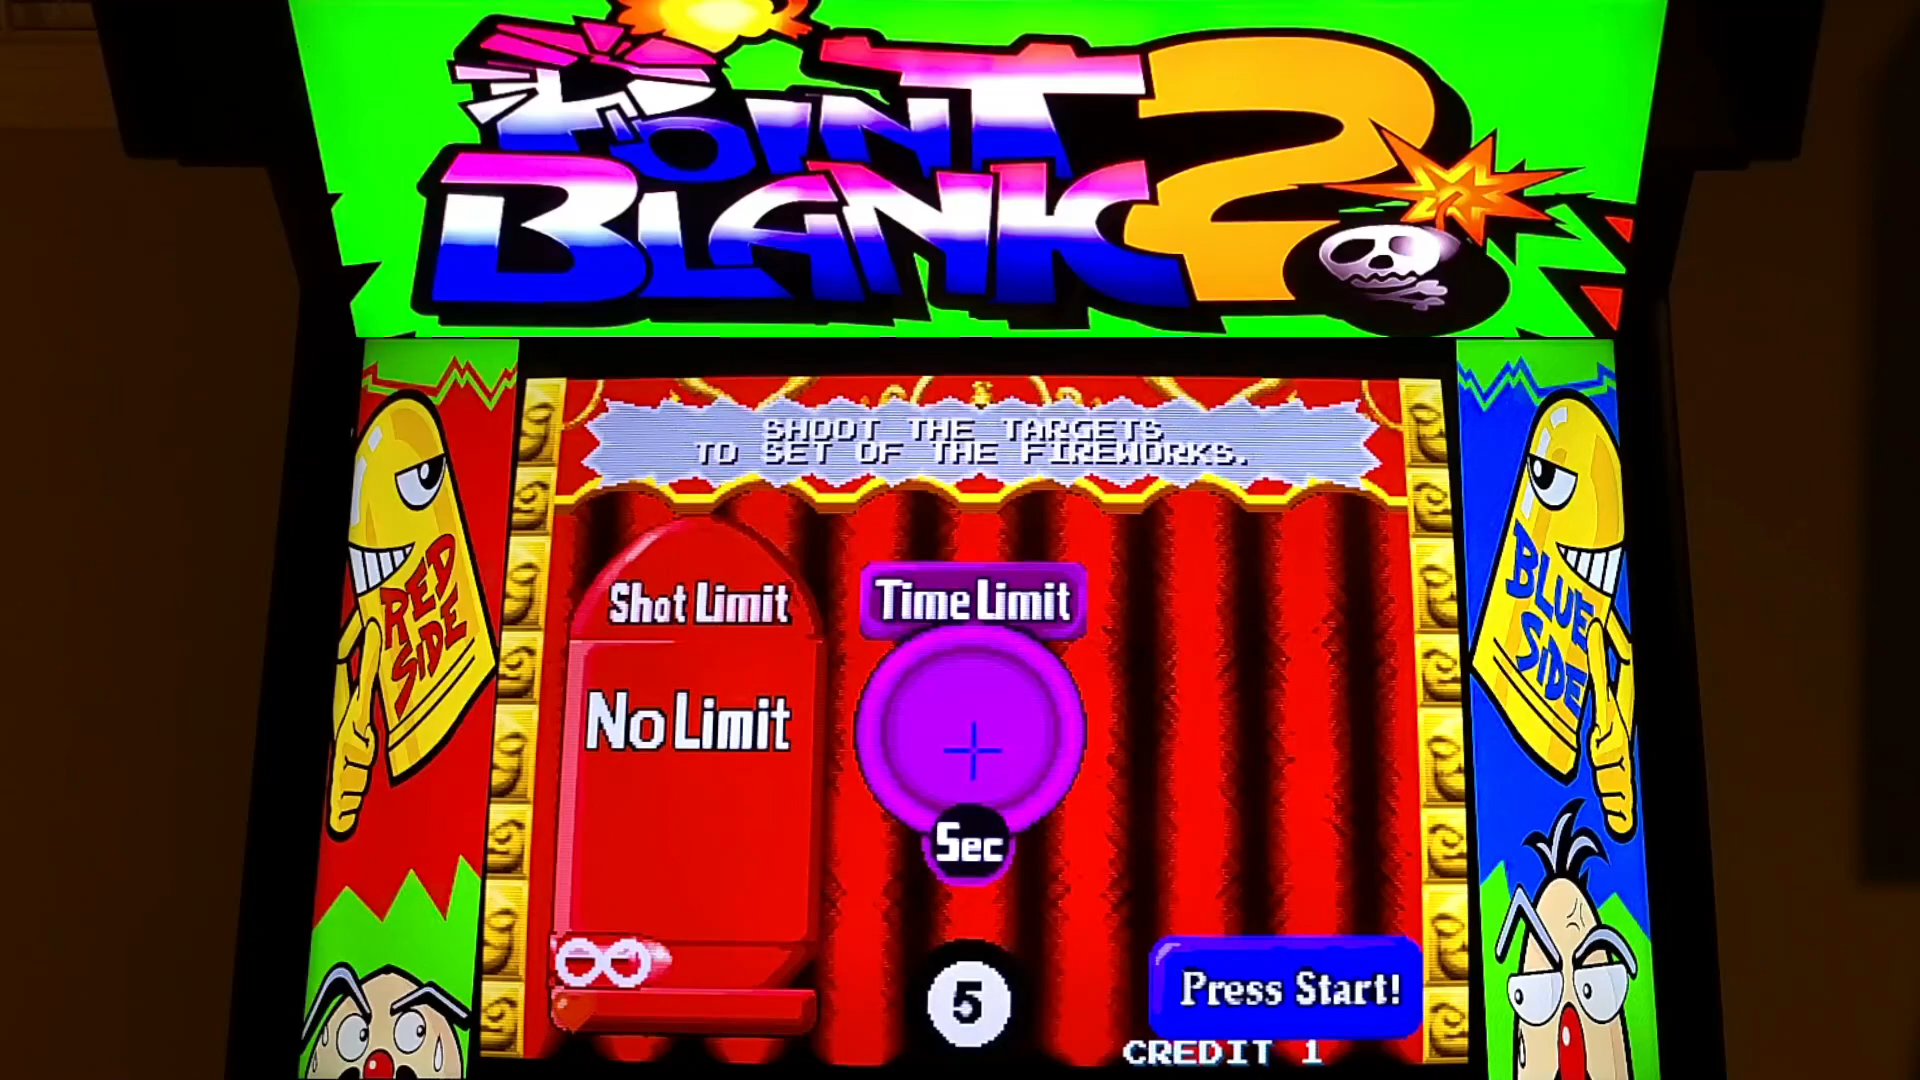 POINT
BLANK 2
SHOOT THE TARGETS
TO SET OF THE FIREWORKS.
Shot Limit
Time Limit
No Limit
Sec
5
Press Start!
CREDIT 1
RED
SIDE
BLUE
SIDE